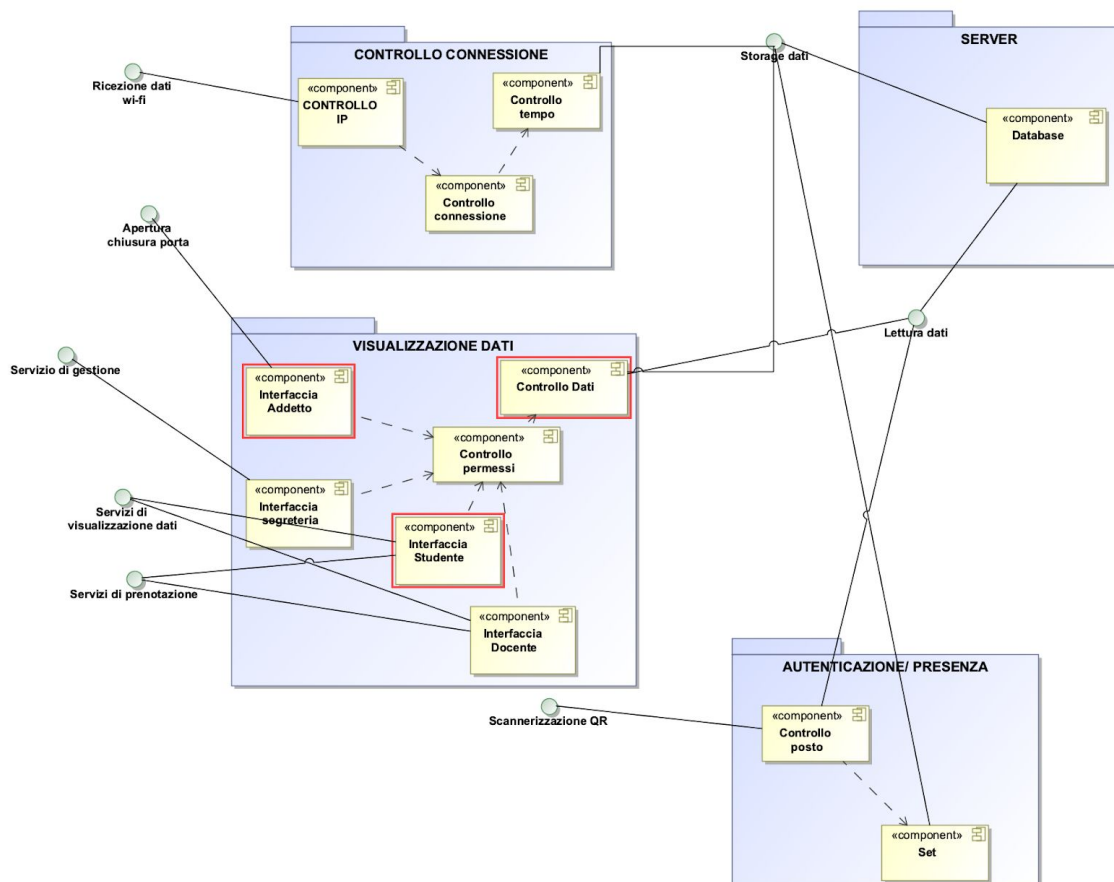 CONTROLLO CONNESSIONE
SERVER
Storage dati
Ricezione dati
wi-fi
«component»
CONTROLLO
IP
«component»
Controllo
tempo
«component»
Database
«component»
Controllo
connessione
Apertura
chiusura porta
Lettura dati
VISUALIZZAZIONE DATI
Servizio di gestione
«component»
Interfaccia
Addetto
«component»
Controllo Dati
«component»
Controllo
permessi
«component»
Interfaccia
segreteria
Servizi di
visualizzazione dati
«component»
Interfaccia
Studente
Servizi di prenotazione
«component»
Interfaccia
Docente
AUTENTICAZIONE/ PRESENZA
Scannerizzazione QR
«component»
Controllo
posto
«component»
Set